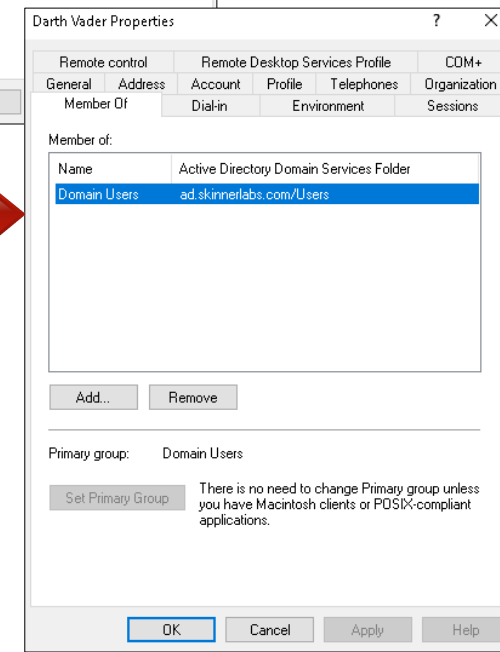 Darth Vader Properties ? X
Remote control Remote Desktop Services Profile COM+
General Address Account Profile Telephones Organization
Member Of Dial-in Environment Sessions
Member of:
Name Active Directory Domain Services Folder
Domain Users ad.skinnerlabs.com/Users
Add... Remove
Primary group: Domain Users
Set Primary Group
There is no need to change Primary group unless
you have Macintosh clients or POSIX-compliant
applications.
OK Cancel Apply Help